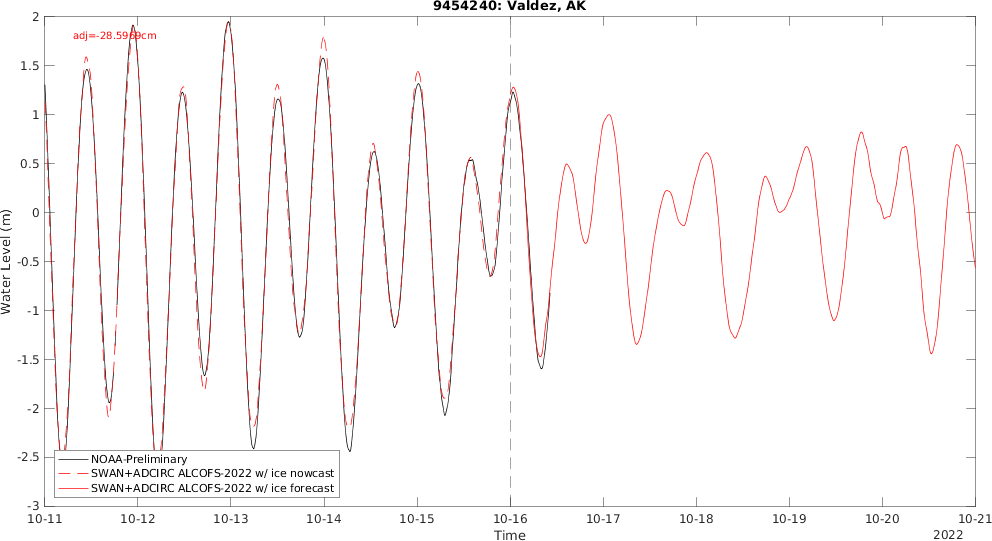 9454240: Valdez, AK
adj=-28.5969cm
2
1.5
1
0.5
0
-0.5
-1
-1.5
-2
-2.5
-3
Water Level (m)
NOAA-Preliminary
SWAN+ADCIRC ALCOFS-2022 w/ ice nowcast
SWAN+ADCIRC ALCOFS-2022 w/ ice forecast
10-11 10-12 10-13 10-14 10-15 10-16 10-17 10-18 10-19 10-20 10-21
Time
2022